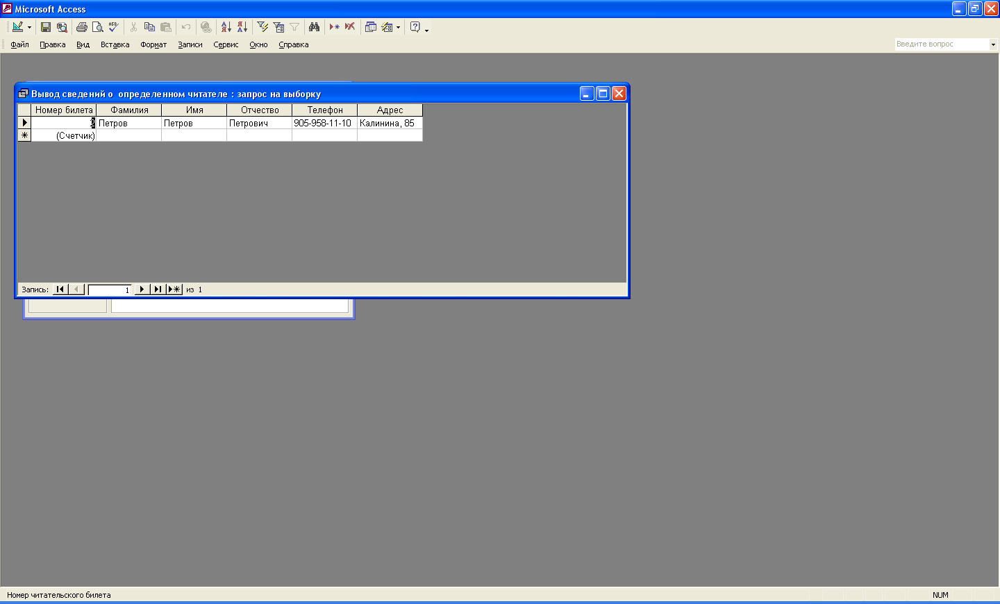 Microsoft Access
Файл Правка Вид Вставка Формат Записи Сервис Окно Справка Введите вопрос
Вывод сведений о определенном читателе : запрос на выборку
Номер билета Фамилия Имя Отчество Телефон Адрес
2 Петров Петров Петрович 905-958-11-10 Калинина, 85
(Счетчик)
Запись: 1 из 1
Номер читательского билета NUM